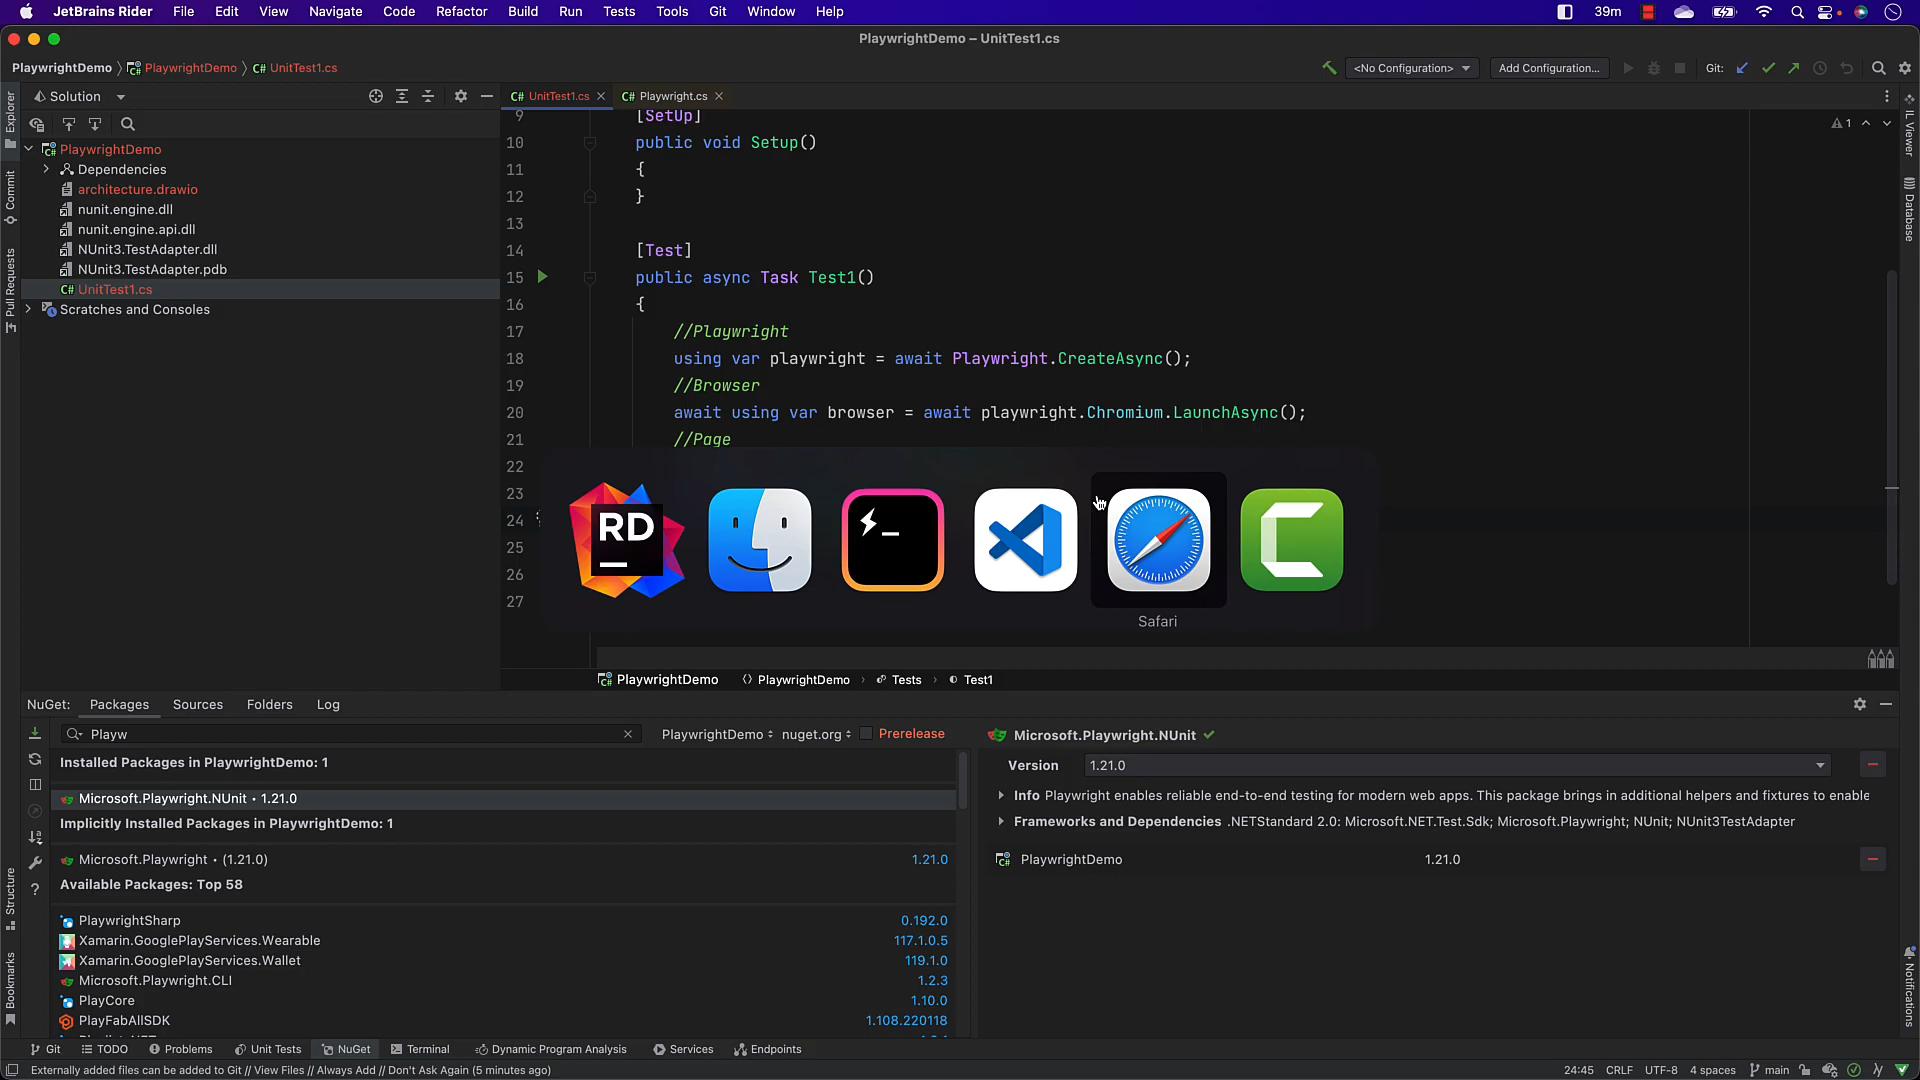 JetBrains Rider File Edit View Navigate Code Refactor Build Run Tests Tools Git Window Help 39m
PlaywrightDemo – UnitTest1.cs
PlaywrightDemo PlaywrightDemo C# UnitTest1.cs <No Configuration> Add Configuration... Git:
Solution
C# UnitTest1.cs C# Playwright.cs
PlaywrightDemo
Dependencies
architecture.drawio
nunit.engine.dll
nunit.engine.api.dll
NUnit3.TestAdapter.dll
NUnit3.TestAdapter.pdb
C# UnitTest1.cs
Scratches and Consoles
Explorer
Commit
Pull Requests
Structure
Bookmarks
9 [SetUp]
10 public void Setup()
11 {
12 }
13
14 [Test]
15 public async Task Test1()
16 {
17 //Playwright
18 using var playwright = await Playwright.CreateAsync();
19 //Browser
20 await using var browser = await playwright.Chromium.LaunchAsync();
21 //Page
22
23
24
25
26
27
1
IL Viewer
Database
Notifications
RD
Safari
PlaywrightDemo PlaywrightDemo Tests Test1
NuGet: Packages Sources Folders Log
Playw PlaywrightDemo nuget.org Prerelease
Installed Packages in PlaywrightDemo: 1
Microsoft.Playwright.NUnit • 1.21.0
Implicitly Installed Packages in PlaywrightDemo: 1
Microsoft.Playwright • (1.21.0) 1.21.0
Available Packages: Top 58
PlaywrightSharp 0.192.0
Xamarin.GooglePlayServices.Wearable 117.1.0.5
Xamarin.GooglePlayServices.Wallet 119.1.0
Microsoft.Playwright.CLI 1.2.3
PlayCore 1.10.0
PlayFabAllSDK 1.108.220118
Microsoft.Playwright.NUnit
Version 1.21.0
Info Playwright enables reliable end-to-end testing for modern web apps. This package brings in additional helpers and fixtures to enable
Frameworks and Dependencies .NETStandard 2.0: Microsoft.NET.Test.Sdk; Microsoft.Playwright; NUnit; NUnit3TestAdapter
PlaywrightDemo 1.21.0
Git TODO Problems Unit Tests NuGet Terminal Dynamic Program Analysis Services Endpoints
Externally added files can be added to Git // View Files // Always Add // Don't Ask Again (5 minutes ago) 24:45 CRLF UTF-8 4 spaces main